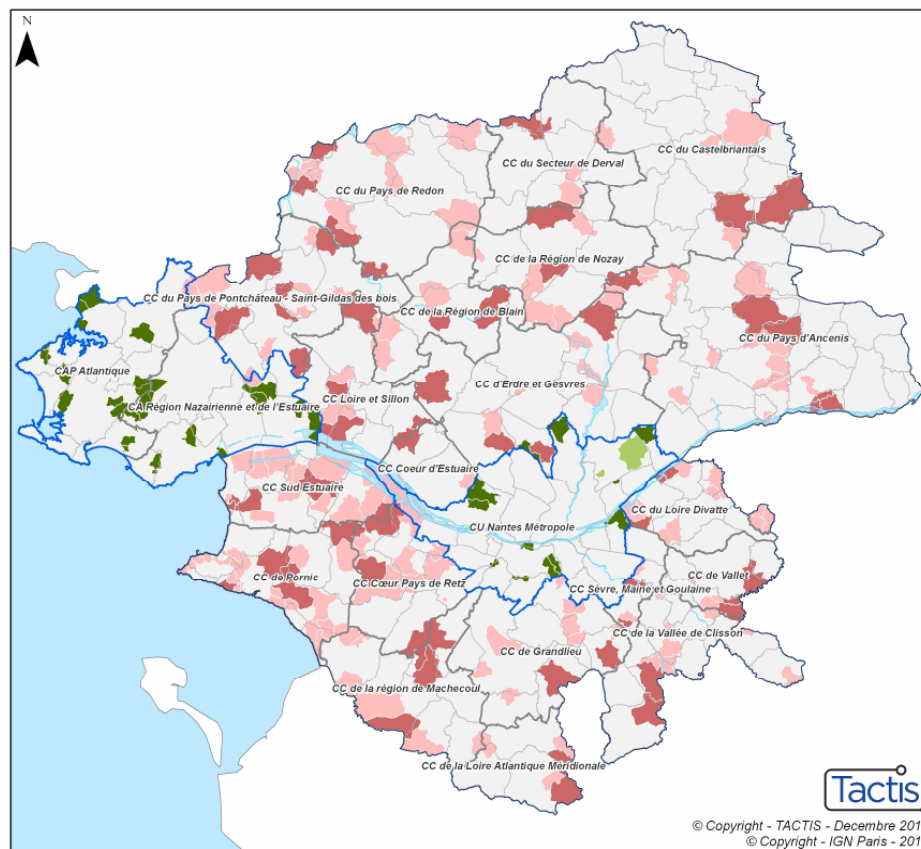 N
CC du Castelbriantais
CC du Secteur de Derval
CC du Pays de Redon
CC de la Région de Nozay
CC du Pays de Pontchâteau - Saint-Gildas des bois
CC de la Région de Blain
CC du Pays d'Ancenis
CAP Atlantique
CC d'Erdre et Gesvres
CC Loire et Sillon
CA Région Nazairienne et de l'Estuaire
CC Coeur d'Estuaire
CC Sud Estuaire
CC du Loire Divatte
CU Nantes Métropole
CC de Vallet
CC de Pornic
CC Cœur Pays de Retz
CC Sèvre, Maine et Goulaine
CC de la Vallée de Clisson
CC de Grandlieu
CC de la région de Machecoul
CC de la Loire Atlantique Méridionale
Tactis
© Copyright - TACTIS - Decembre 201
© Copyright - IGN Paris - 201